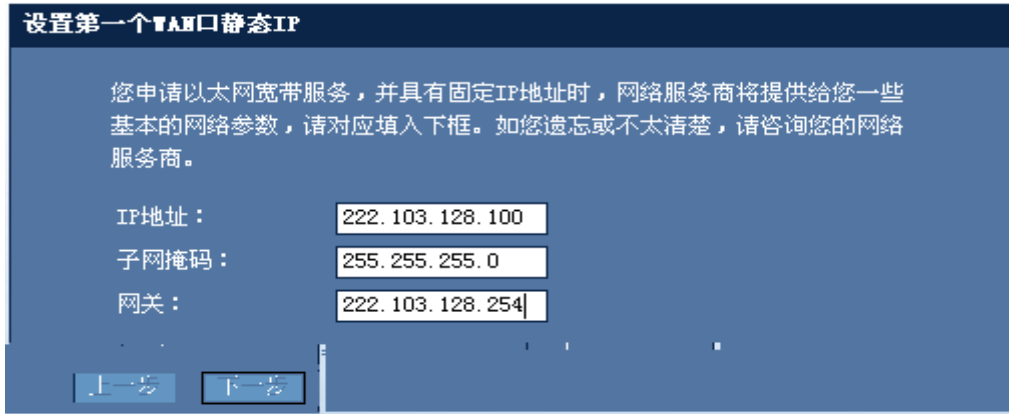 设置第一个WAN口静态IP
您申请以太网宽带服务，并具有固定IP地址时，网络服务商将提供给您一些
基本的网络参数，请对应填入下框。如您遗忘或不太清楚，请咨询您的网络
服务商。
IP地址： 222.103.128.100
子网掩码： 255.255.255.0
网关： 222.103.128.254
上一步 下一步